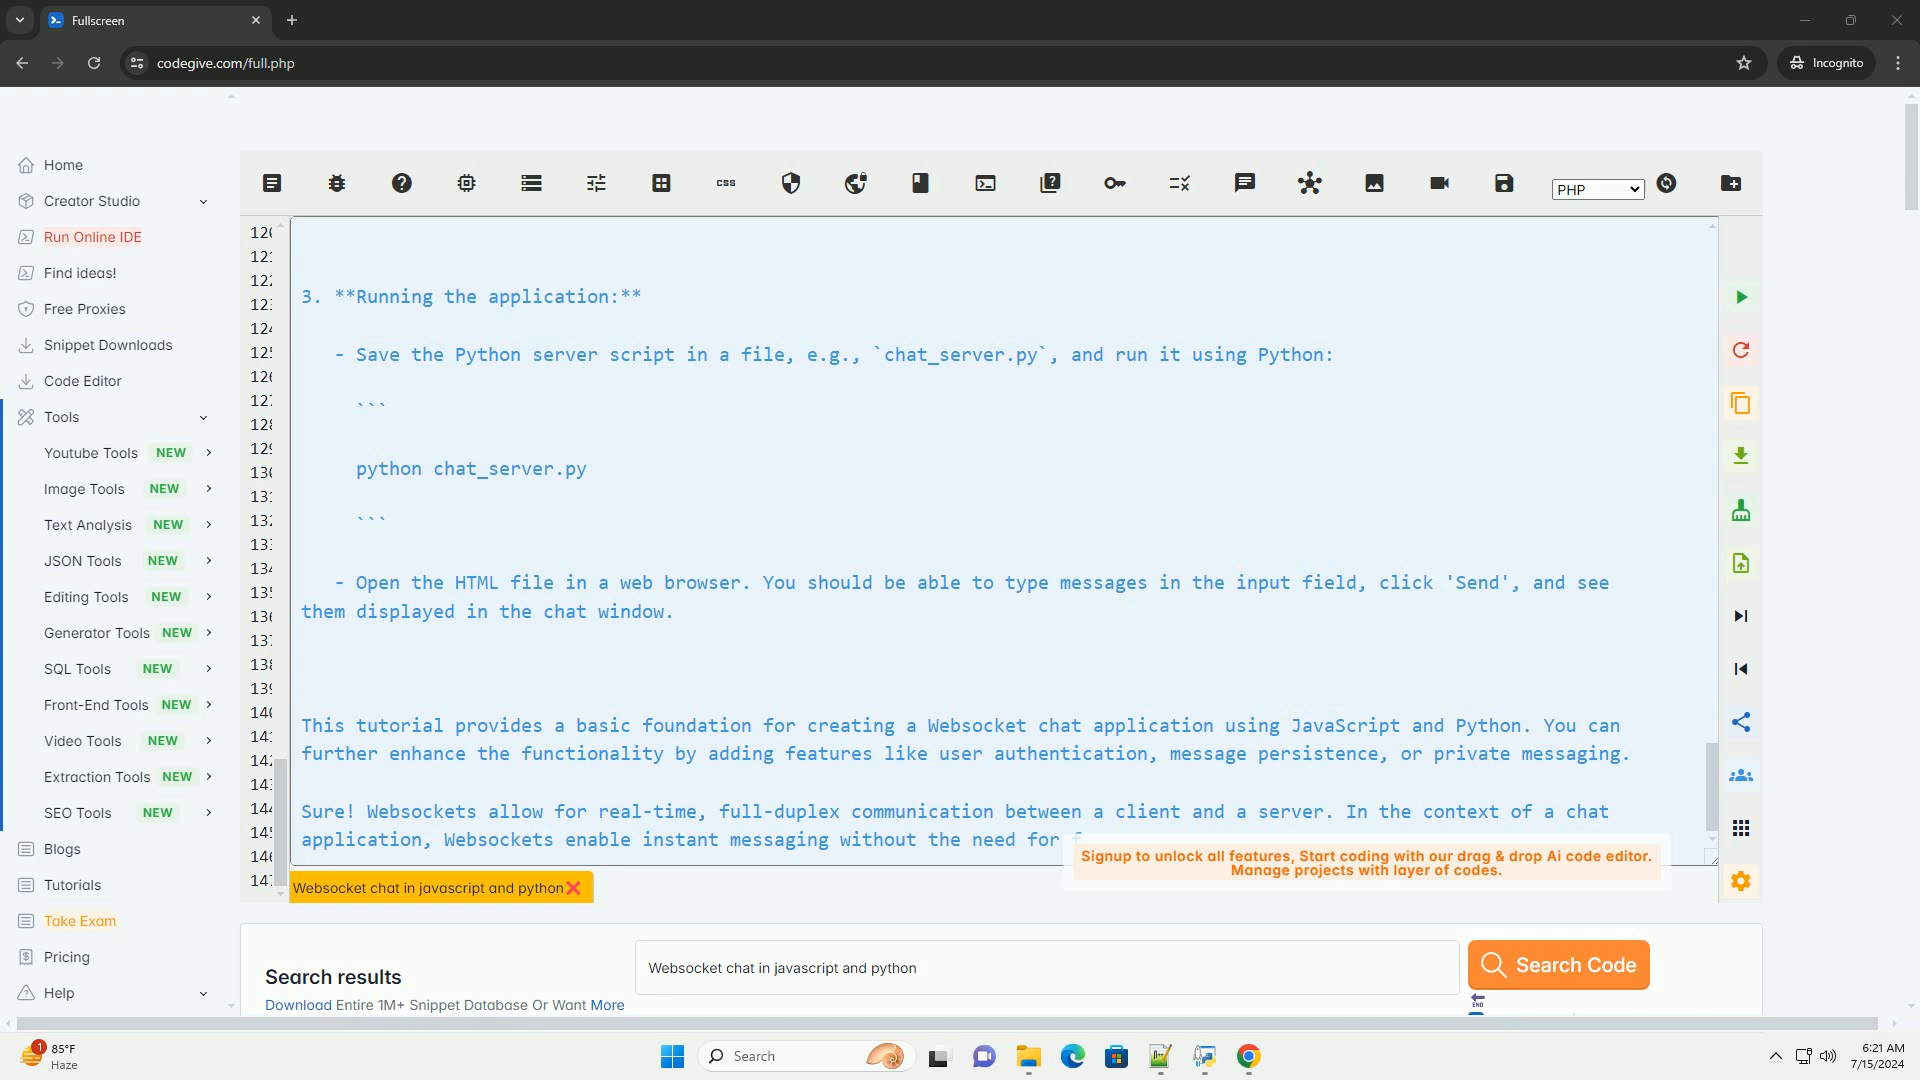 Fullscreen
codegive.com/full.php
Incognito
Home
Creator Studio
Run Online IDE
Find ideas!
Free Proxies
Snippet Downloads
Code Editor
Tools
Youtube Tools NEW
Image Tools NEW
Text Analysis NEW
JSON Tools NEW
Editing Tools NEW
Generator Tools NEW
SQL Tools NEW
Front-End Tools NEW
Video Tools NEW
Extraction Tools NEW
SEO Tools NEW
Blogs
Tutorials
Take Exam
Pricing
Help
css
PHP
3. **Running the application:**
- Save the Python server script in a file, e.g., `chat_server.py`, and run it using Python:
```
python chat_server.py
```
- Open the HTML file in a web browser. You should be able to type messages in the input field, click 'Send', and see
them displayed in the chat window.
This tutorial provides a basic foundation for creating a Websocket chat application using JavaScript and Python. You can
further enhance the functionality by adding features like user authentication, message persistence, or private messaging.
Sure! Websockets allow for real-time, full-duplex communication between a client and a server. In the context of a chat
application, Websockets enable instant messaging without the need for
Signup to unlock all features, Start coding with our drag & drop Ai code editor.
Manage projects with layer of codes.
Websocket chat in javascript and python
Search results
Download Entire 1M+ Snippet Database Or Want More
Websocket chat in javascript and python
Search Code
END
1
85°F
Haze
Search
6:21 AM
7/15/2024